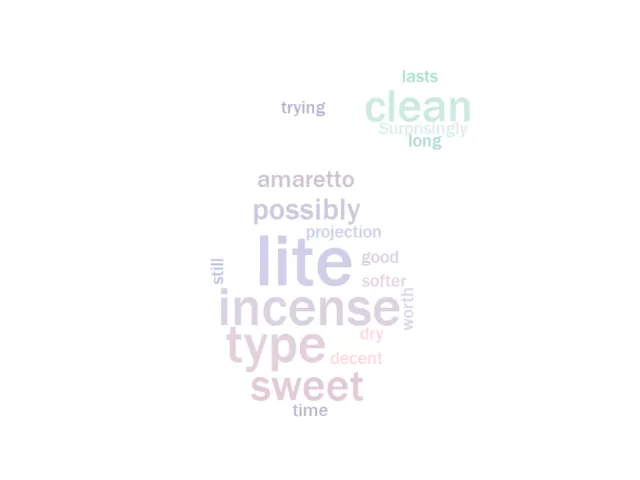 lasts
trying
clean
Surprisingly
long
amaretto
possibly
projection
lite
good
still
softer
incense
worth
dry
type
decent
sweet
time